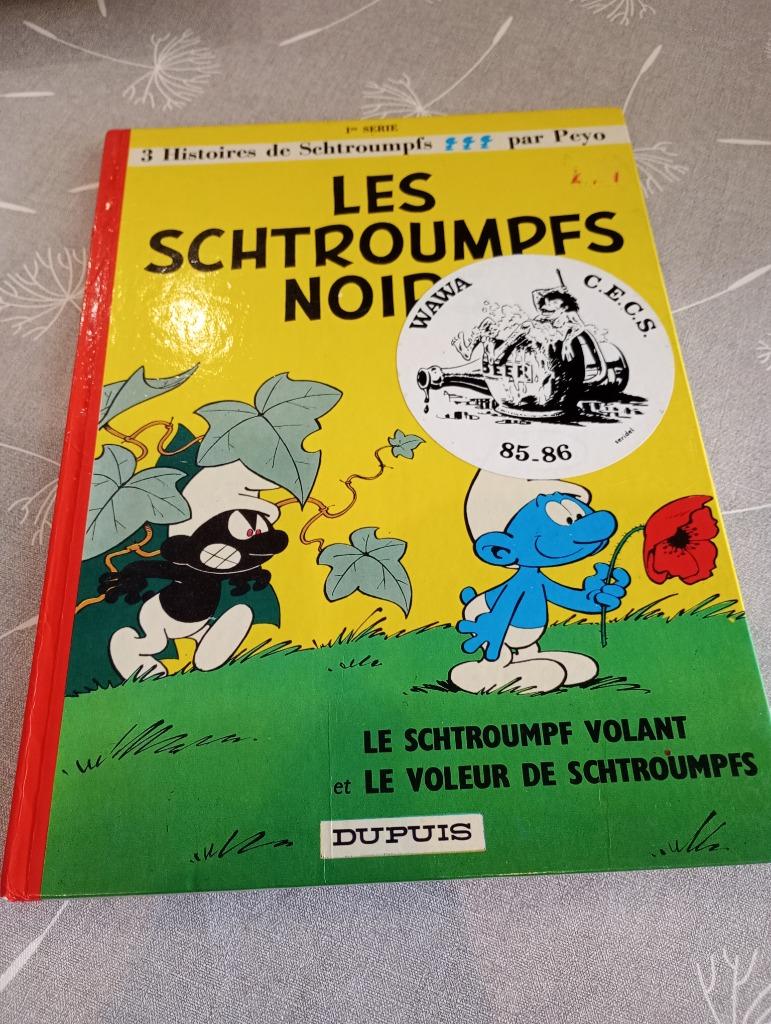 1re SERIE
3 Histoires de Schtroumpfs par Peyo
LES
SCHTROUMPFS
NOIR
WAWA C.E.C.S.
BEER
85-86
seridel
LE SCHTROUMPF VOLANT
et LE VOLEUR DE SCHTROUMPFS
DUPUIS